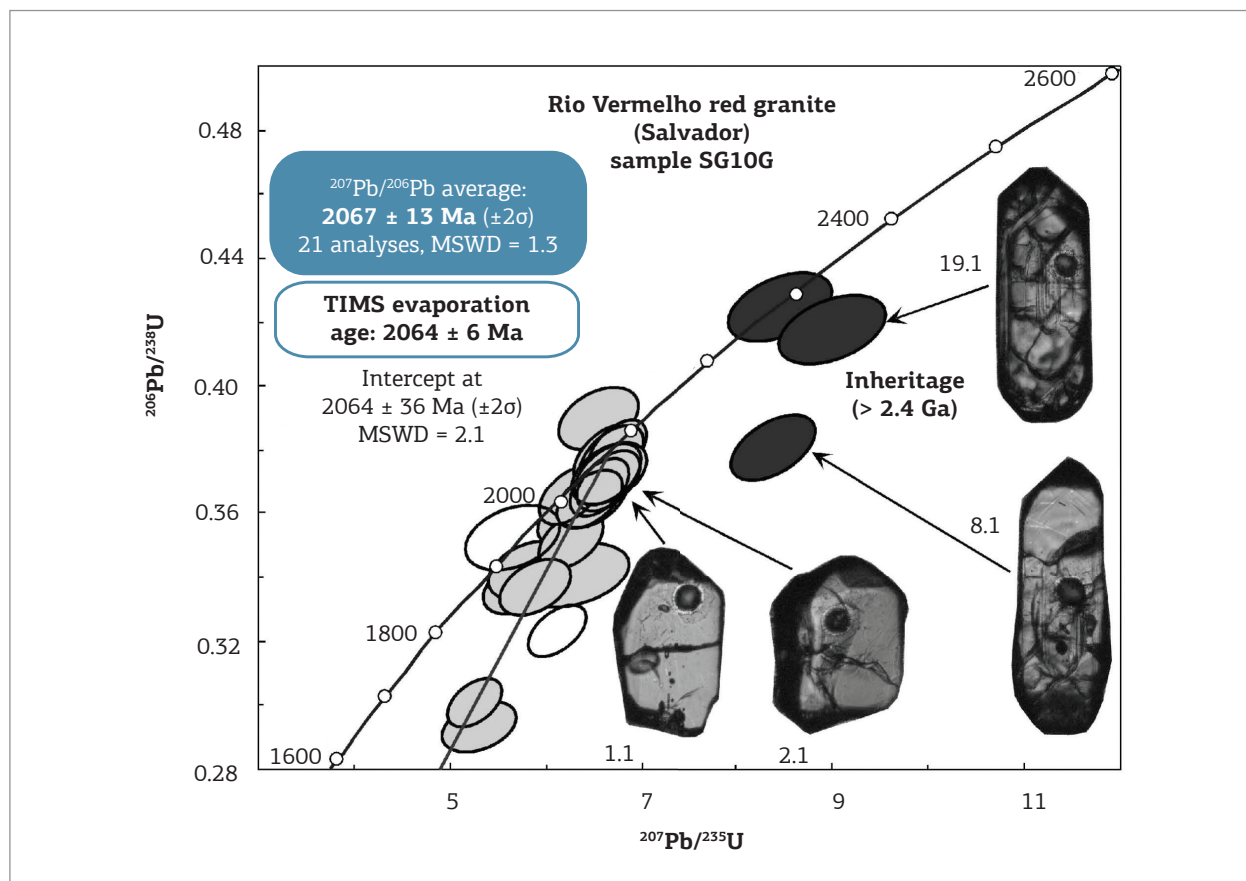 Rio Vermelho red granite
(Salvador)
sample SG10G
²⁰⁷Pb/²⁰⁶Pb average:
2067 ± 13 Ma (±2σ)
21 analyses, MSWD = 1.3
TIMS evaporation
age: 2064 ± 6 Ma
Intercept at
2064 ± 36 Ma (±2σ)
MSWD = 2.1
Inheritage
(> 2.4 Ga)
2600
2400
2000
1800
1600
19.1
8.1
1.1
2.1
²⁰⁶Pb/²³⁸U
0.48
0.44
0.40
0.36
0.32
0.28
5
7
9
11
²⁰⁷Pb/²³⁵U